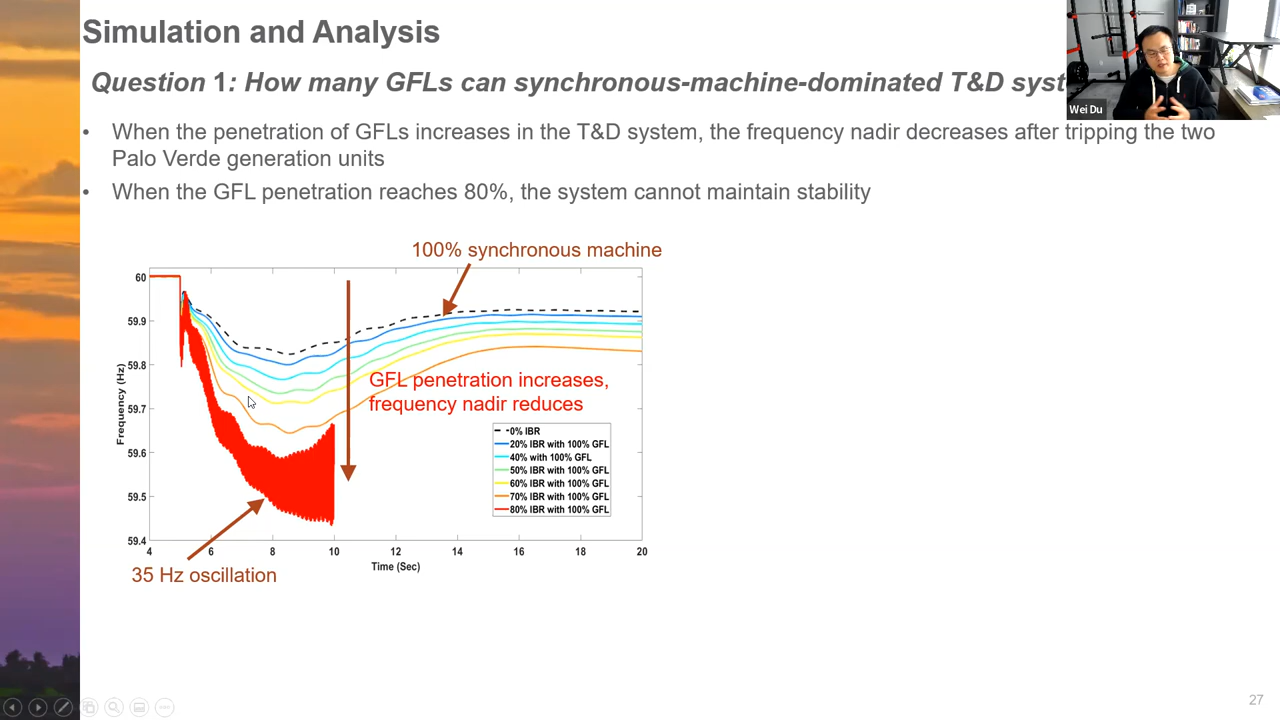 Simulation and Analysis
Question 1: How many GFLs can synchronous-machine-dominated T&D syst
Wei Du
• When the penetration of GFLs increases in the T&D system, the frequency nadir decreases after tripping the two
Palo Verde generation units
• When the GFL penetration reaches 80%, the system cannot maintain stability
100% synchronous machine
60
59.9
59.8
59.7
59.6
59.5
59.4
Frequency (Hz)
GFL penetration increases,
frequency nadir reduces
0% IBR
20% IBR with 100% GFL
40% with 100% GFL
50% IBR with 100% GFL
60% IBR with 100% GFL
70% IBR with 100% GFL
80% IBR with 100% GFL
4 6 8 10 12 14 16 18 20
Time (Sec)
35 Hz oscillation
27